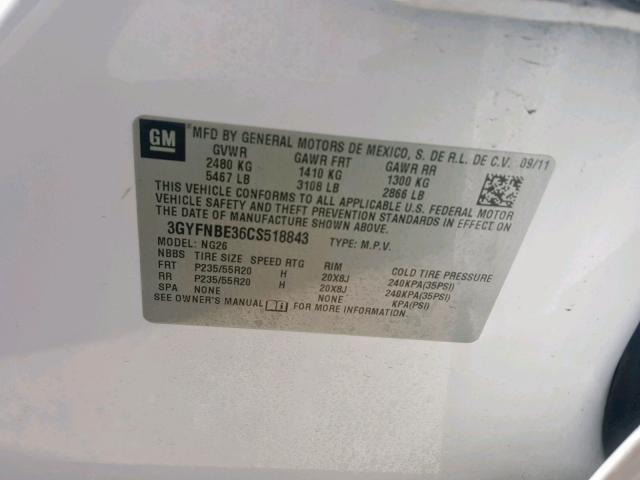 GM MFD BY GENERAL MOTORS DE MEXICO, S. DE R.L. DE C.V. 09/11
GVWR GAWR FRT GAWR RR
2480 KG 1410 KG 1300 KG
5467 LB 3108 LB 2866 LB
THIS VEHICLE CONFORMS TO ALL APPLICABLE U.S. FEDERAL MOTOR
VEHICLE SAFETY AND THEFT PREVENTION STANDARDS IN EFFECT ON
THE DATE OF MANUFACTURE SHOWN ABOVE.
3GYFNBE36CS518843 TYPE: M.P.V.
MODEL: NG26
NBBS TIRE SIZE SPEED RTG RIM COLD TIRE PRESSURE
FRT P235/55R20 H 20X8J 240KPA(35PSI)
RR P235/55R20 H 20X8J 240KPA(35PSI)
SPA NONE NONE KPA(PSI)
SEE OWNER'S MANUAL FOR MORE INFORMATION.